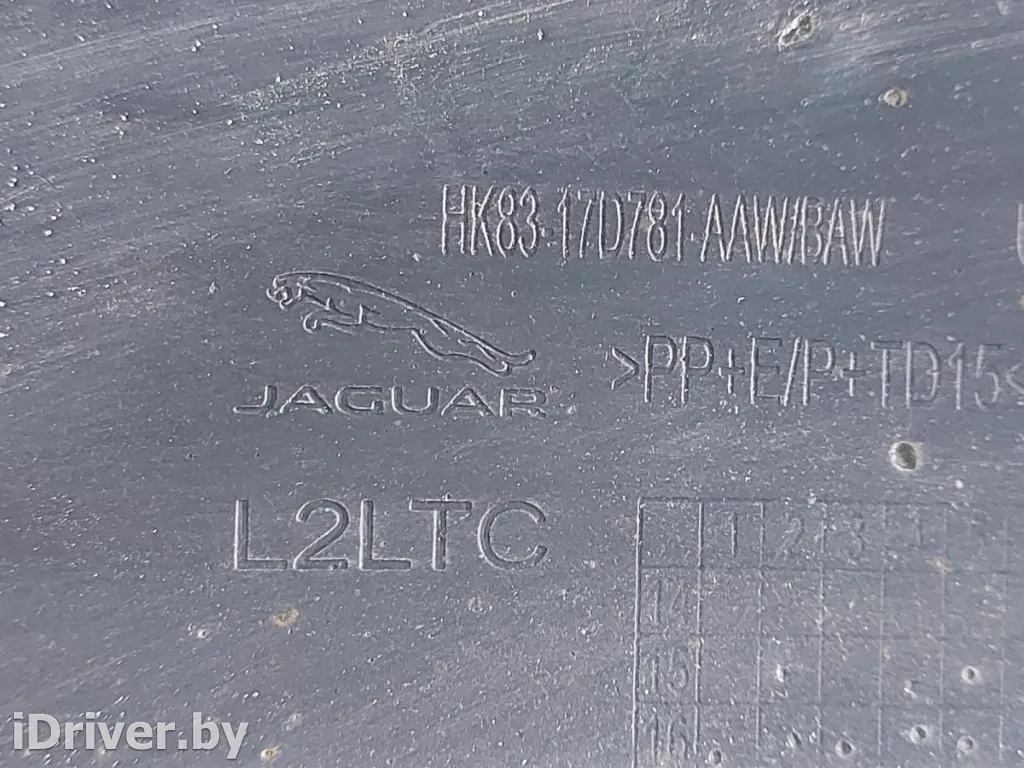 HK83-17D781-AAW/BAW
JAGUAR
>PP+E/P+TD15<
L2LTC
1 2 3
14
15
16
iDriver.by